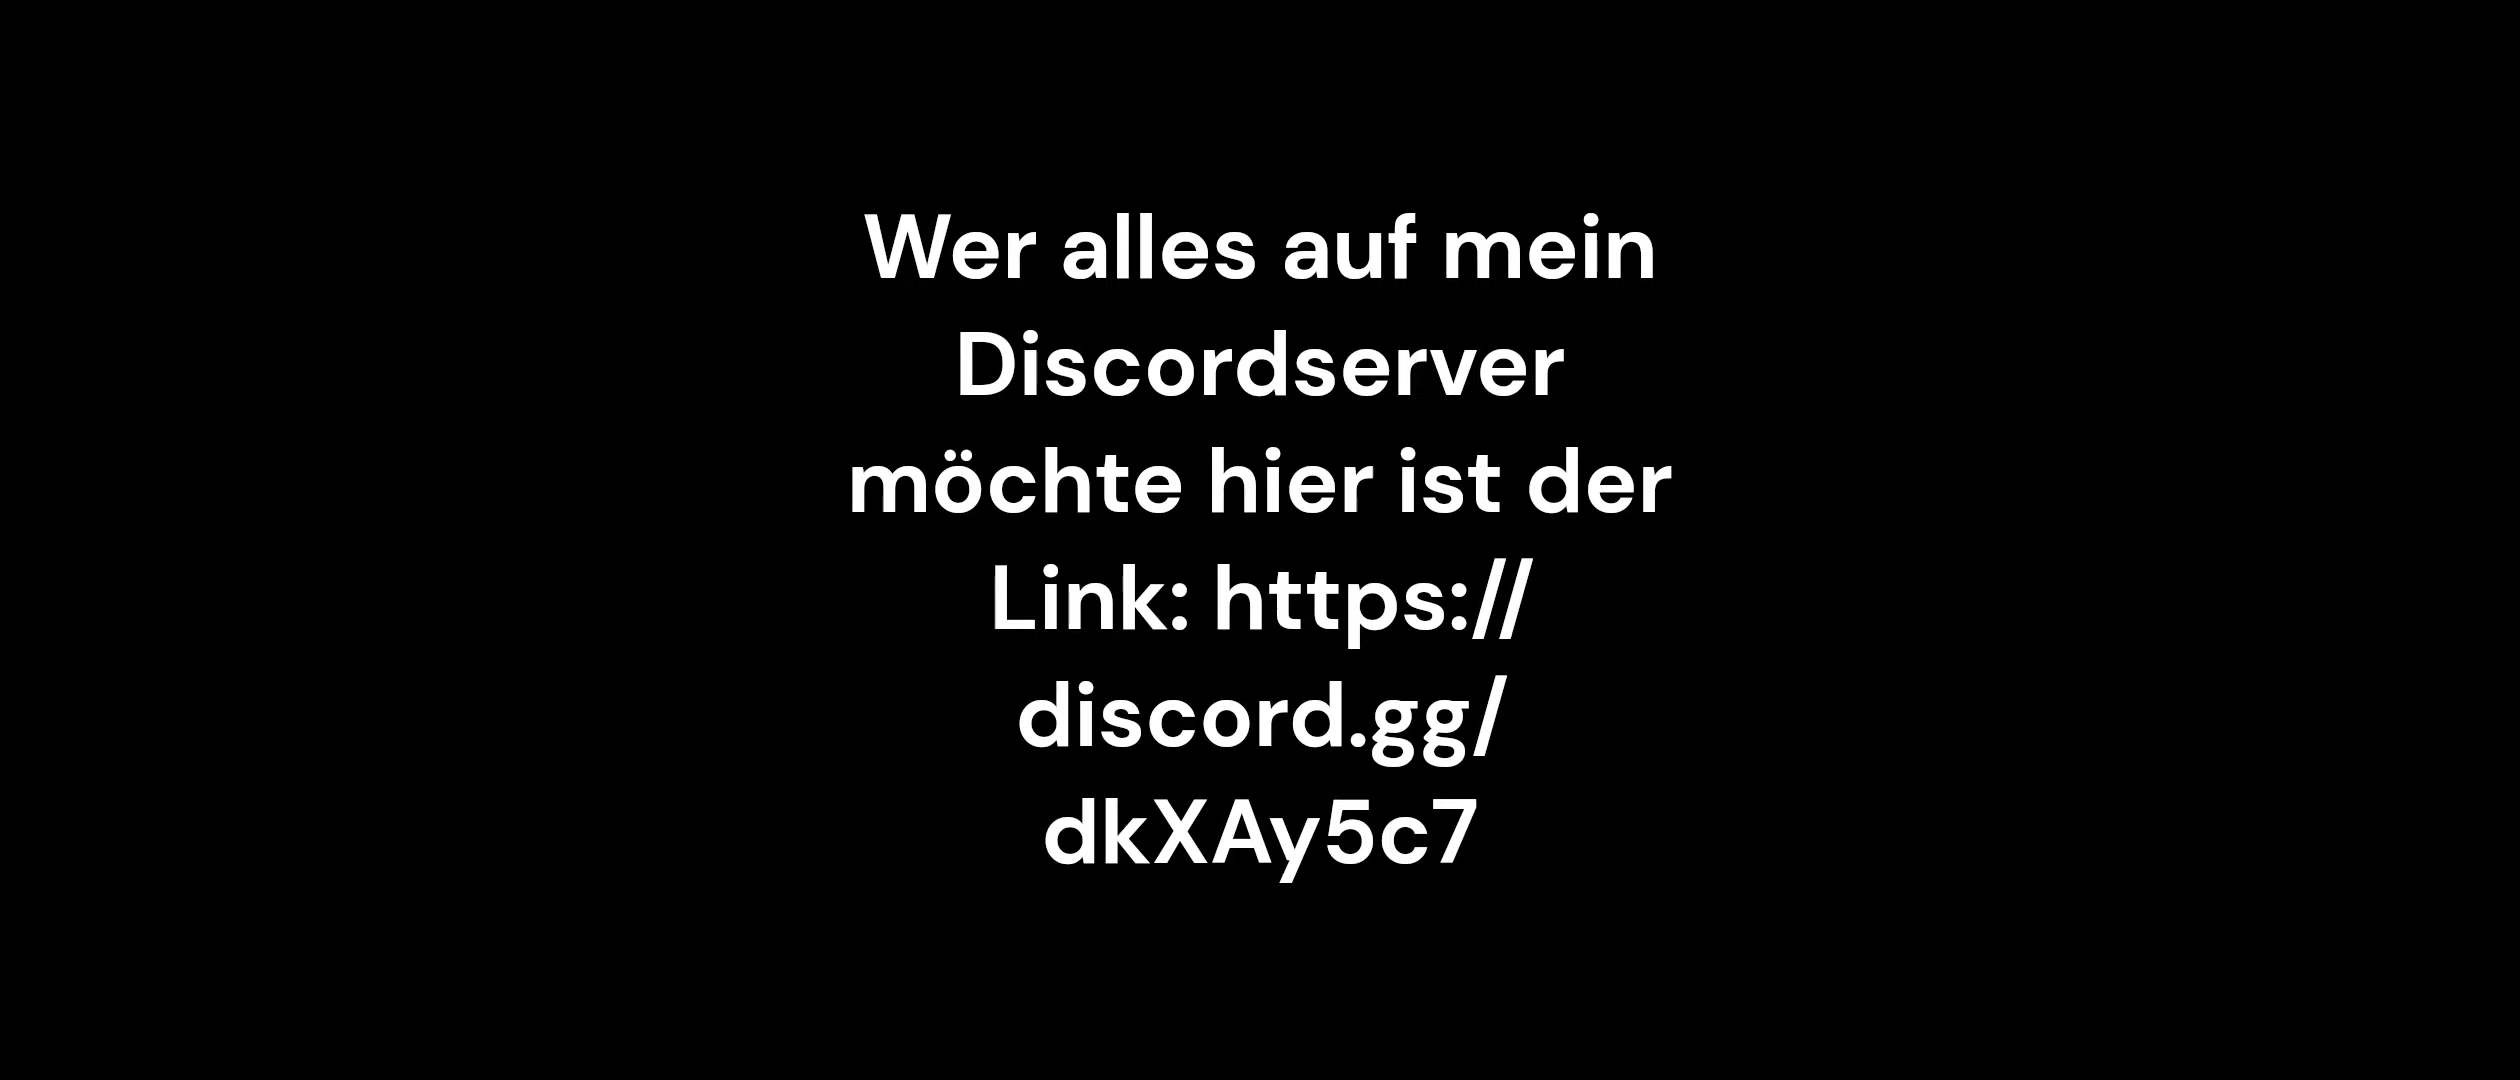 Wer alles auf mein
Discordserver
möchte hier ist der
Link: https://
discord.gg/
dkXAy5c7